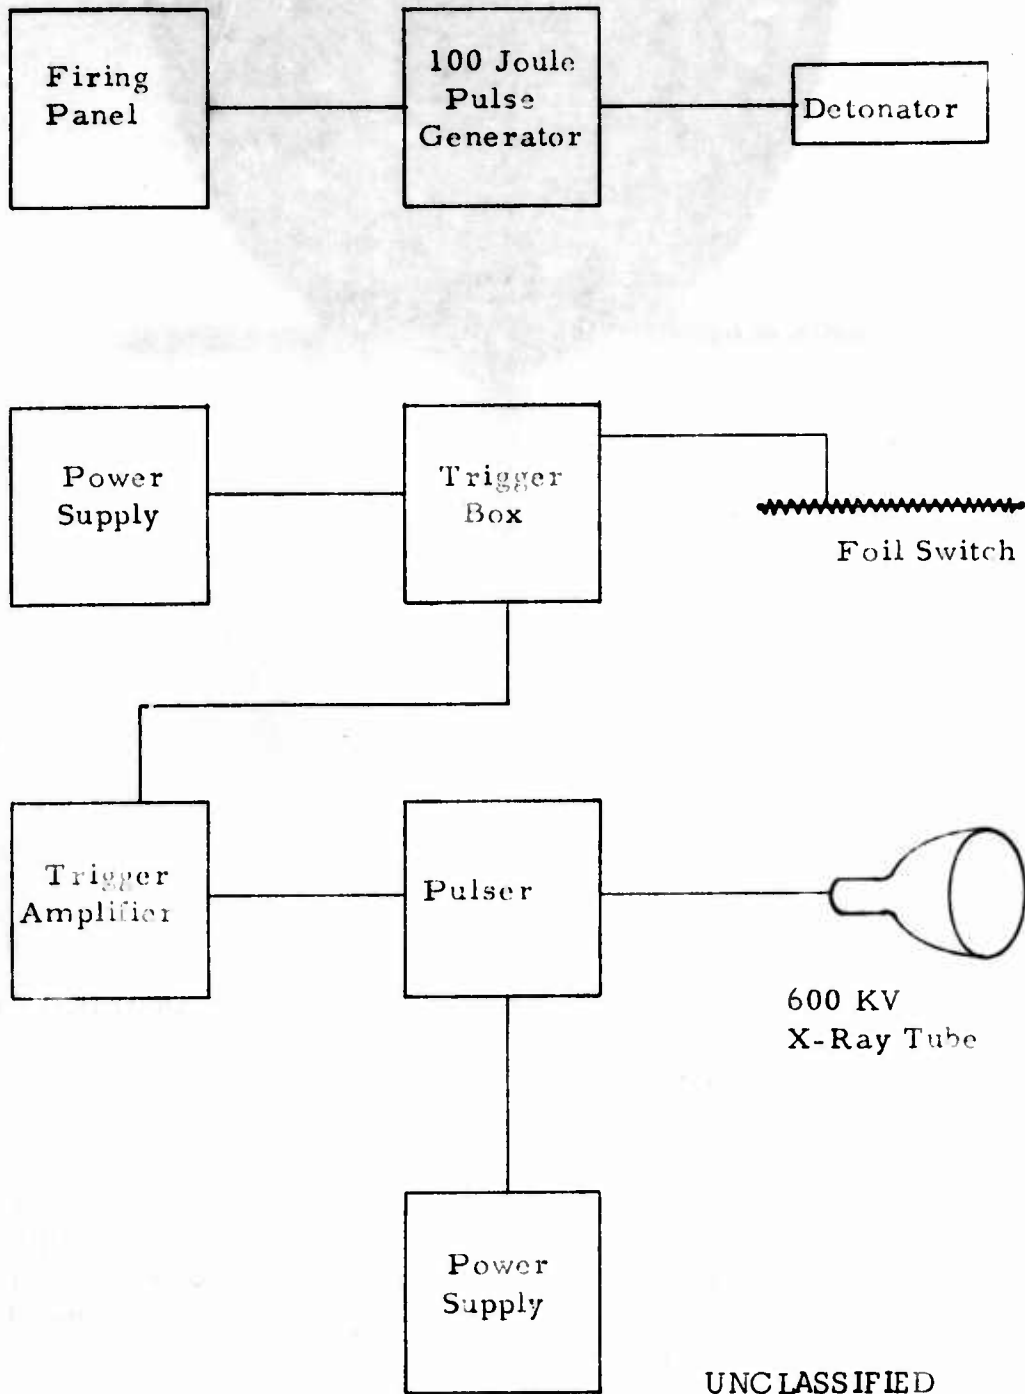 Firing
Panel
100 Joule
Pulse
Generator
Detonator
Power
Supply
Trigger
Box
Foil Switch
Trigger
Amplifier
Pulser
600 KV
X-Ray Tube
Power
Supply
UNCLASSIFIED